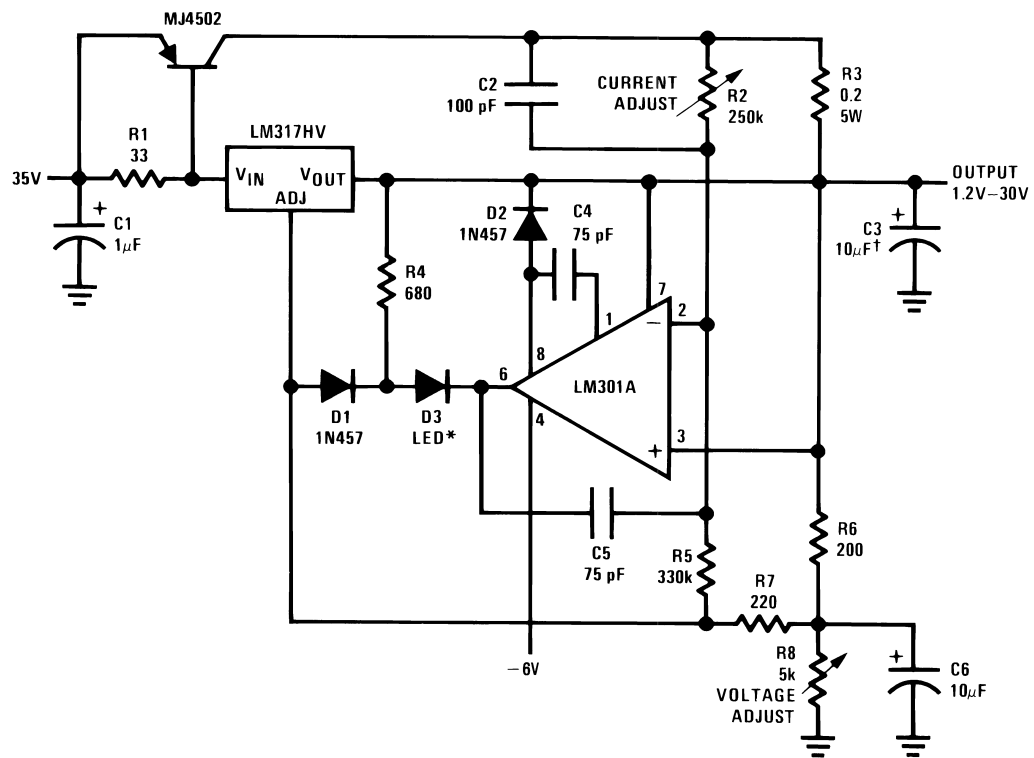 MJ4502
C2
100 pF
CURRENT
ADJUST
R2
250k
R3
0.2
5W
R1
33
LM317HV
35V
VIN
VOUT
ADJ
OUTPUT
1.2V–30V
+
C1
1μF
D2
1N457
C4
75 pF
+
C3
10μF†
R4
680
7
1
2
−
8
6
LM301A
4
3
+
D1
1N457
D3
LED*
C5
75 pF
R5
330k
R6
200
R7
220
−6V
R8
5k
VOLTAGE
ADJUST
+
C6
10μF